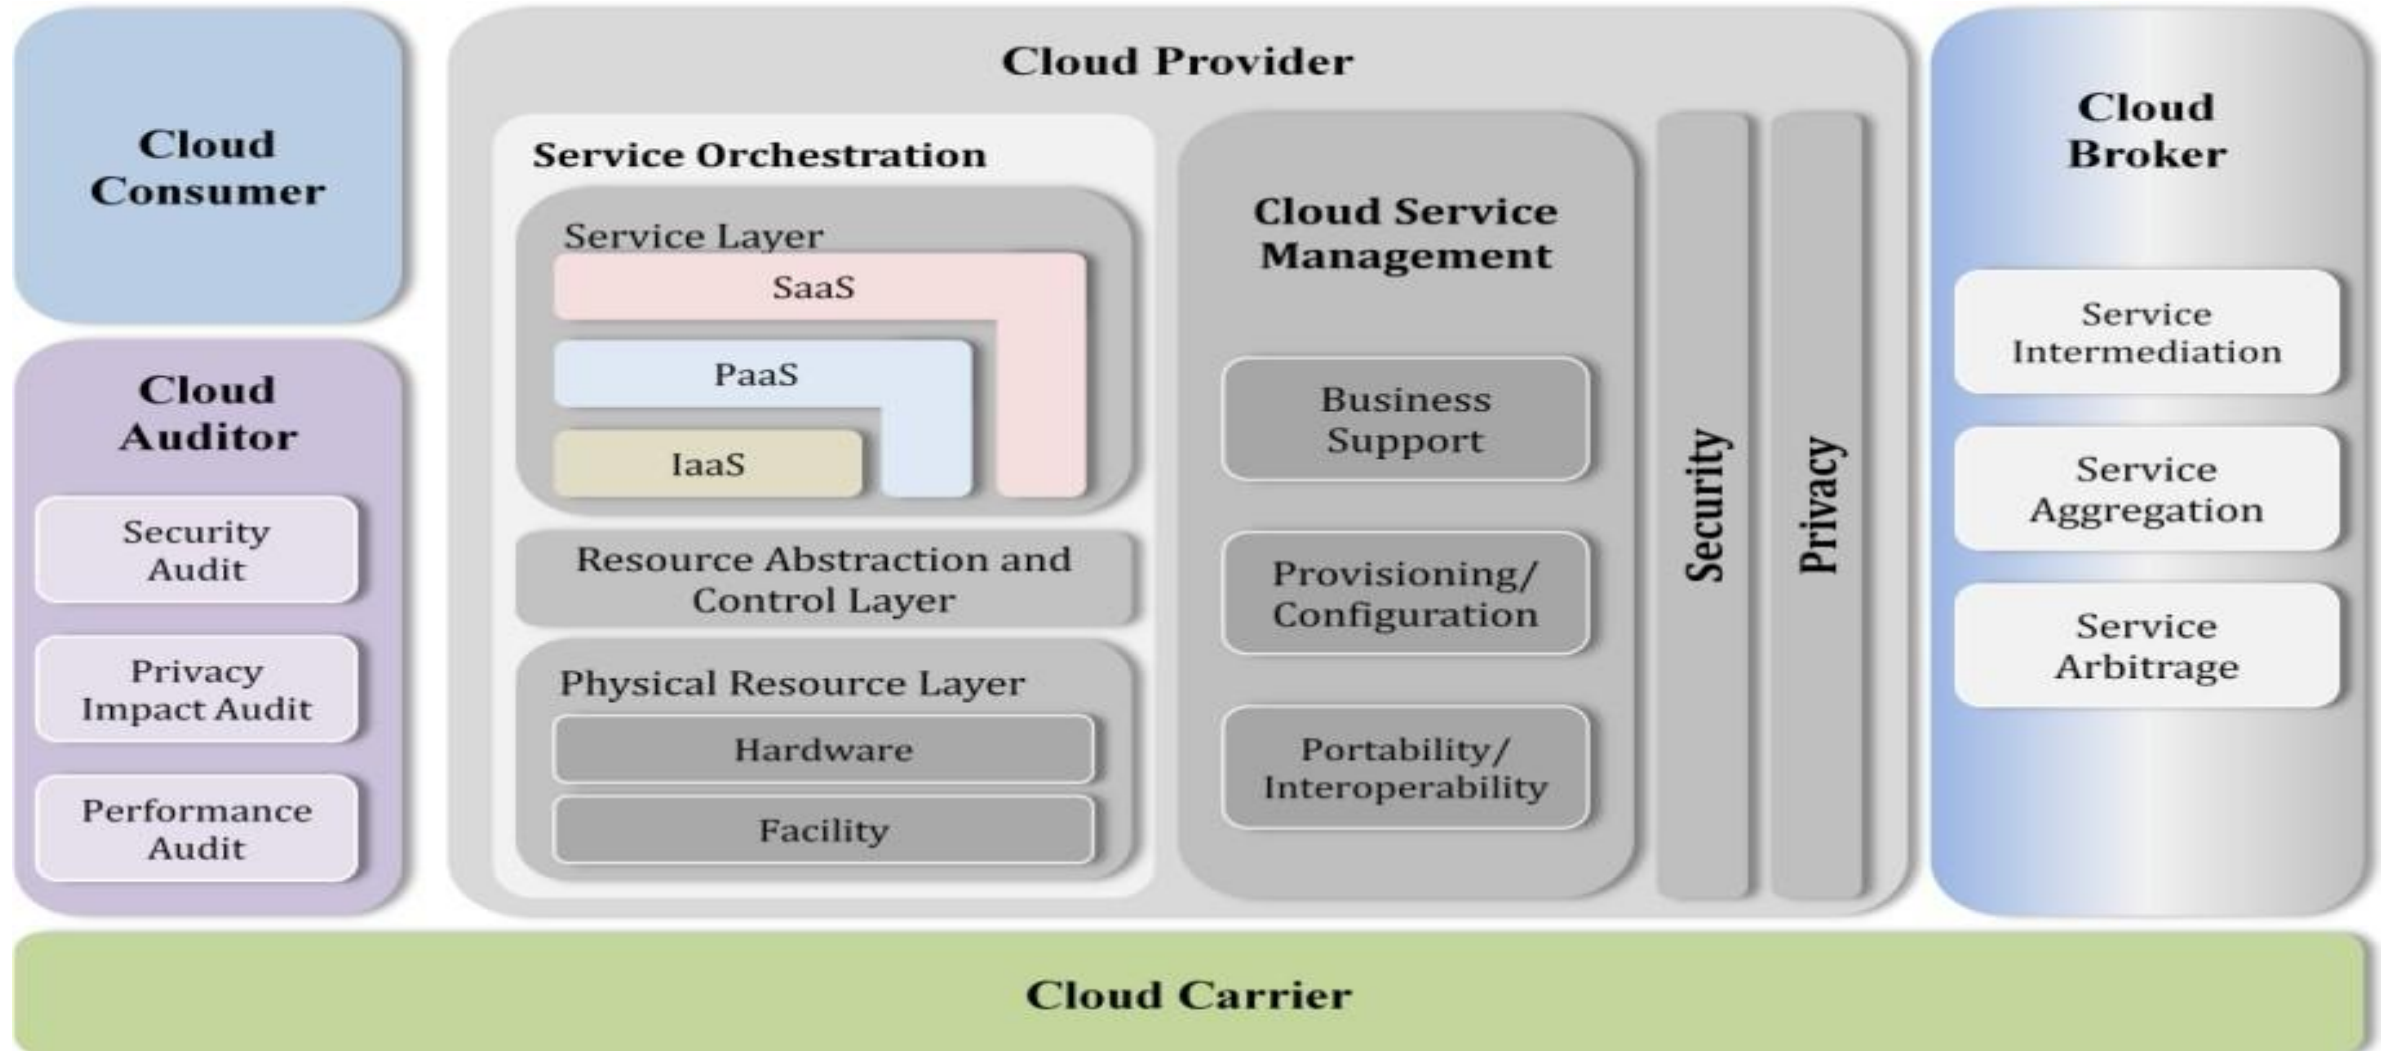 Cloud
Consumer
Cloud
Auditor
Security
Audit
Privacy
Impact Audit
Performance
Audit
Cloud Provider
Service Orchestration
Service Layer
SaaS
PaaS
IaaS
Resource Abstraction and
Control Layer
Physical Resource Layer
Hardware
Facility
Cloud Service
Management
Business
Support
Provisioning/
Configuration
Portability/
Interoperability
Security
Privacy
Cloud
Broker
Service
Intermediation
Service
Aggregation
Service
Arbitrage
Cloud Carrier